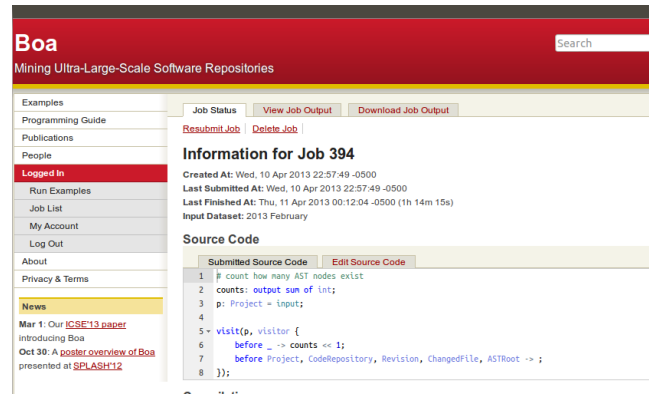 Boa
Search
Mining Ultra-Large-Scale Software Repositories
Examples
Programming Guide
Publications
People
Logged In
Run Examples
Job List
My Account
Log Out
About
Privacy & Terms
News
Mar 1: Our ICSE'13 paper
introducing Boa
Oct 30: A poster overview of Boa
presented at SPLASH'12
Job Status View Job Output Download Job Output
Resubmit Job Delete Job
Information for Job 394
Created At: Wed, 10 Apr 2013 22:57:49 -0500
Last Submitted At: Wed, 10 Apr 2013 22:57:49 -0500
Last Finished At: Thu, 11 Apr 2013 00:12:04 -0500 (1h 14m 15s)
Input Dataset: 2013 February
Source Code
Submitted Source Code Edit Source Code
1 # count how many AST nodes exist
2 counts: output sum of int;
3 p: Project = input;
4
5 visit(p, visitor {
6 before _ -> counts << 1;
7 before Project, CodeRepository, Revision, ChangedFile, ASTRoot -> ;
8 });